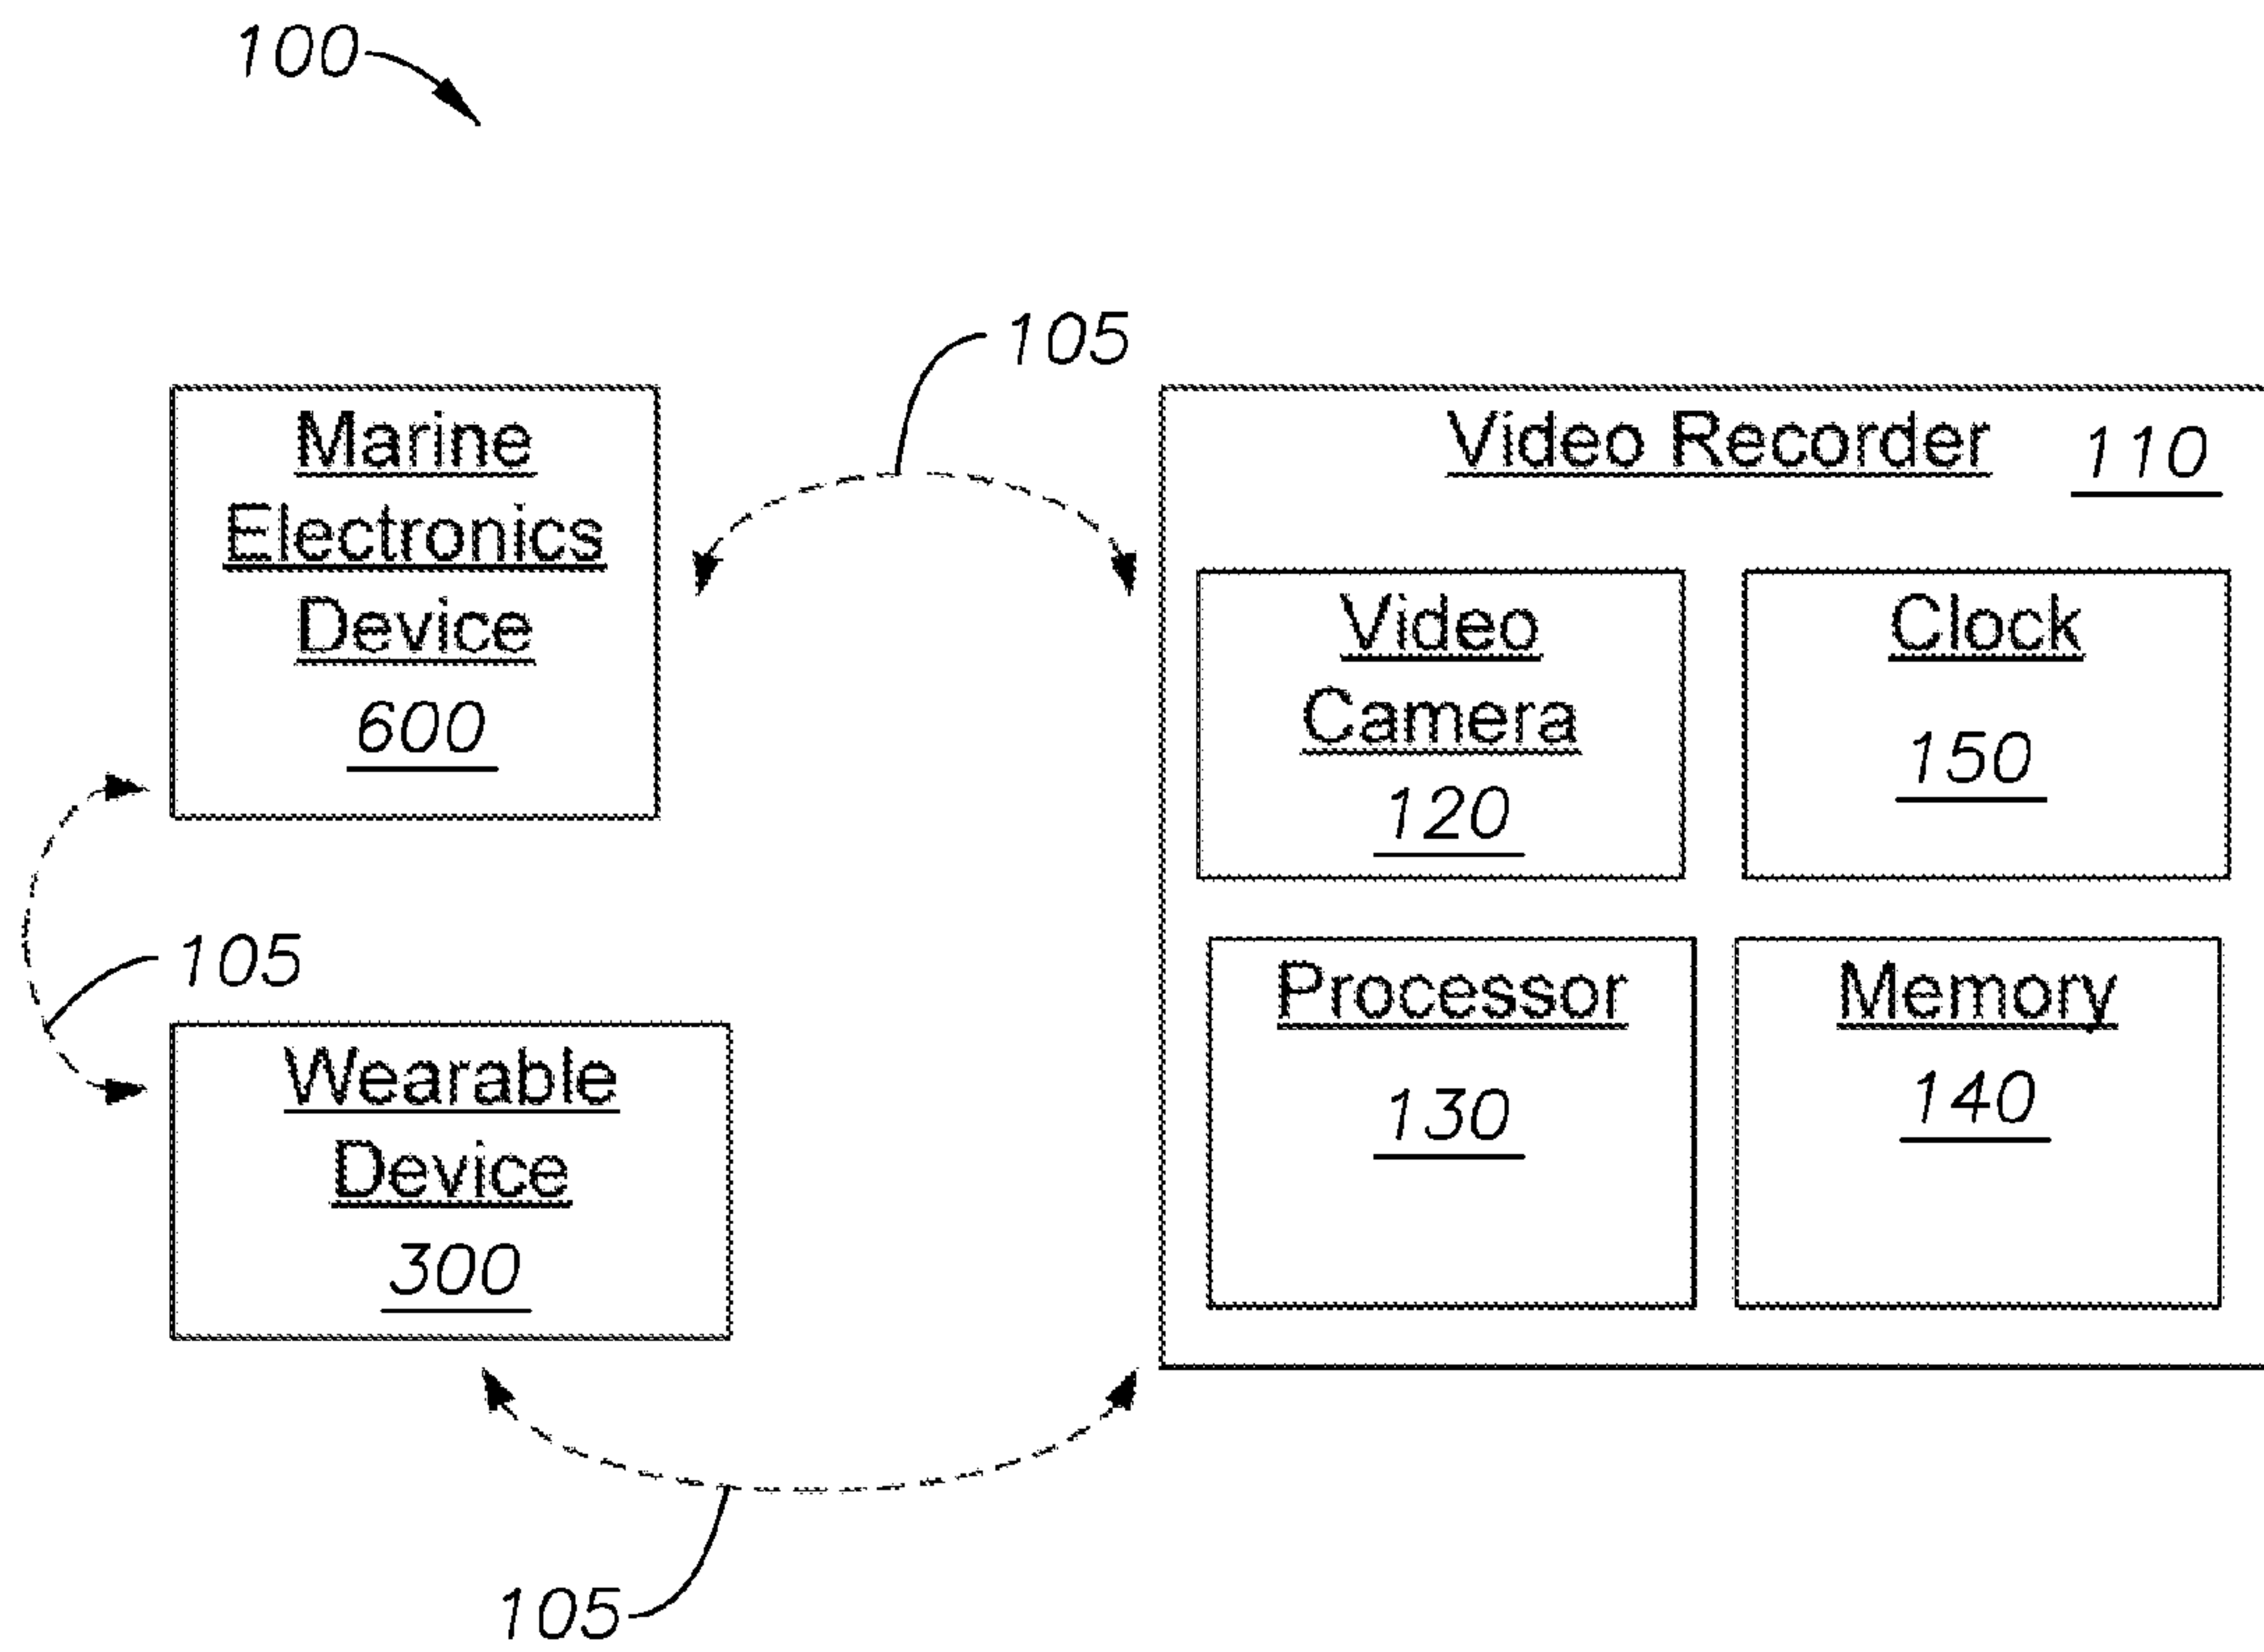 100
105
Marine
Electronics
Device
600
Video Recorder 110
Video
Camera
120
Clock
150
105
Processor
130
Memory
140
Wearable
Device
300
105